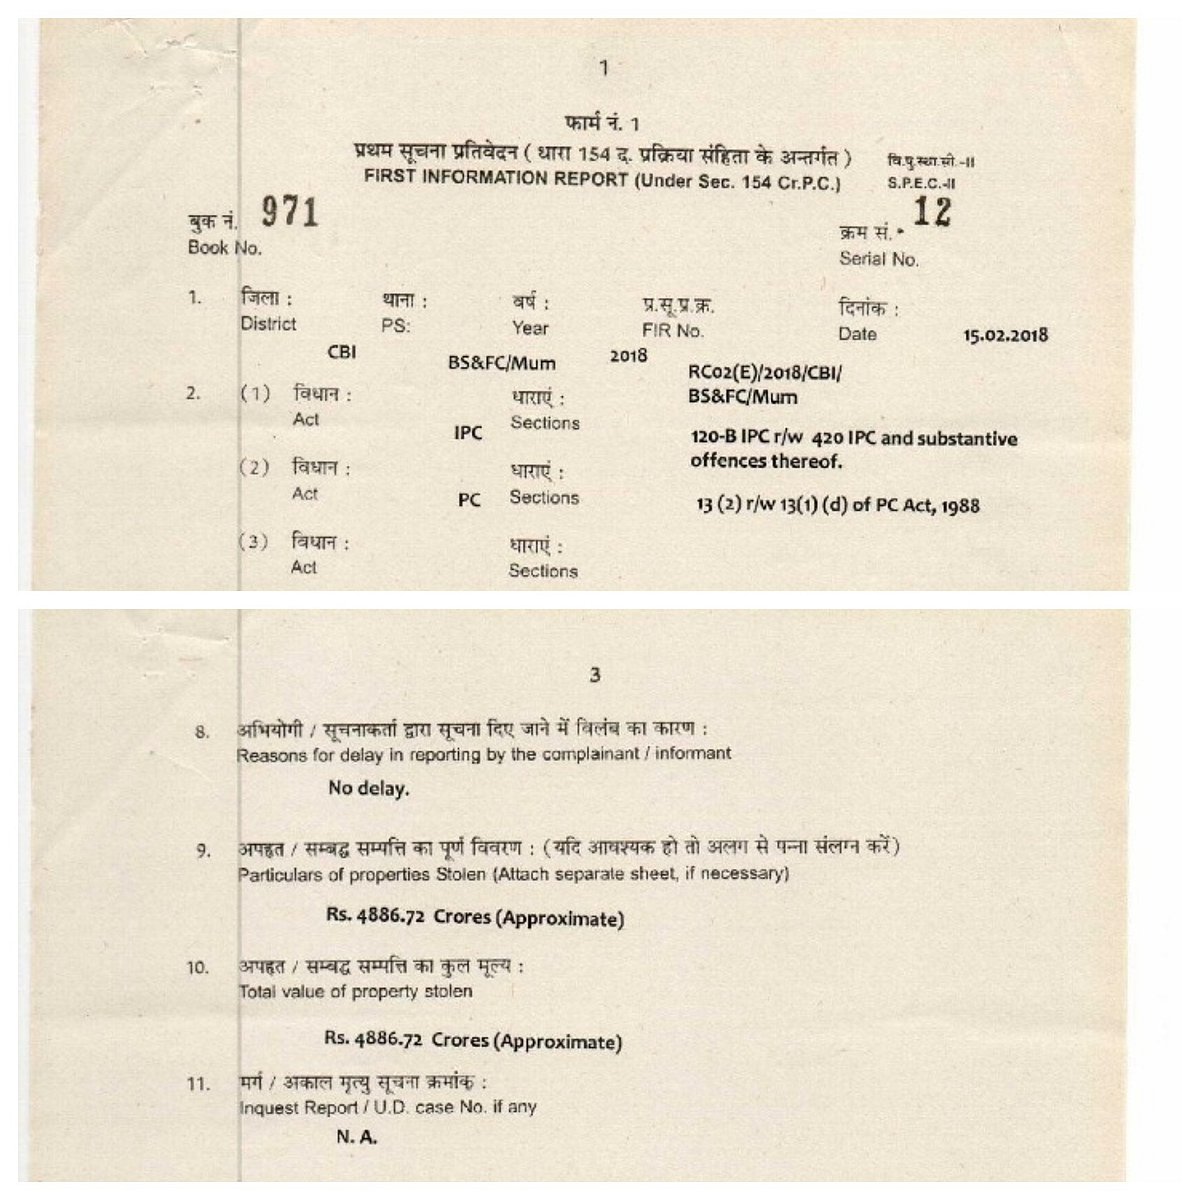 1
फार्म नं. 1
प्रथम सूचना प्रतिवेदन ( धारा 154 द. प्रक्रिया संहिता के अन्तर्गत )
FIRST INFORMATION REPORT (Under Sec. 154 Cr.P.C.)
वि.पु.स्था.सी.-II
S.P.E.C.-II
बुक नं. 971
Book No.
क्रम सं. 12
Serial No.
1. जिला : थाना : वर्ष : प्र.सू.प्र.क्र. दिनांक :
District PS: Year FIR No. Date 15.02.2018
CBI BS&FC/Mum 2018 RC02(E)/2018/CBI/
BS&FC/Mum
2. (1) विधान : धाराएं :
Act IPC Sections 120-B IPC r/w 420 IPC and substantive
offences thereof.
(2) विधान : धाराएं :
Act PC Sections 13 (2) r/w 13(1) (d) of PC Act, 1988
(3) विधान : धाराएं :
Act Sections
3
8. अभियोगी / सूचनाकर्ता द्वारा सूचना दिए जाने में विलंब का कारण :
Reasons for delay in reporting by the complainant / informant
No delay.
9. अपहृत / सम्बद्ध सम्पत्ति का पूर्ण विवरण : ( यदि आवश्यक हो तो अलग से पन्ना संलग्न करें )
Particulars of properties Stolen (Attach separate sheet, if necessary)
Rs. 4886.72 Crores (Approximate)
10. अपहृत / सम्बद्ध सम्पत्ति का कुल मूल्य :
Total value of property stolen
Rs. 4886.72 Crores (Approximate)
11. मर्ग / अकाल मृत्यु सूचना क्रमांक :
Inquest Report / U.D. case No. if any
N. A.